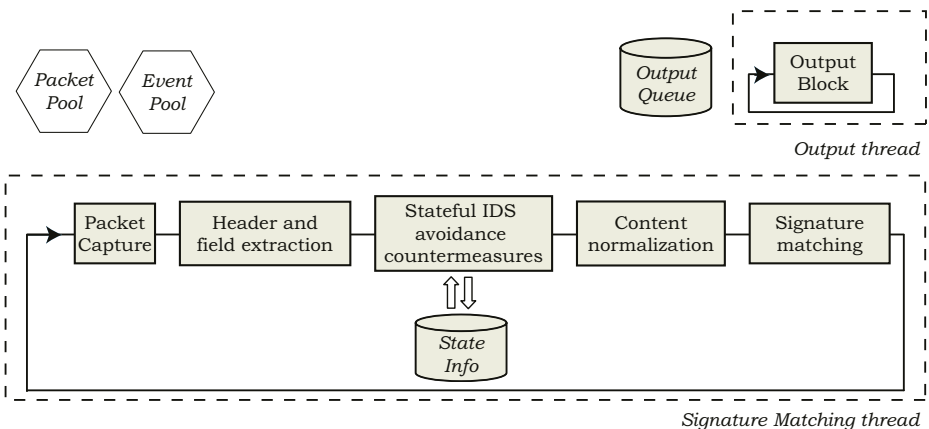 Packet
Pool
Event
Pool
Output
Queue
Output
Block
Output thread
Packet
Capture
Header and
field extraction
Stateful IDS
avoidance
countermeasures
Content
normalization
Signature
matching
State
Info
Signature Matching thread